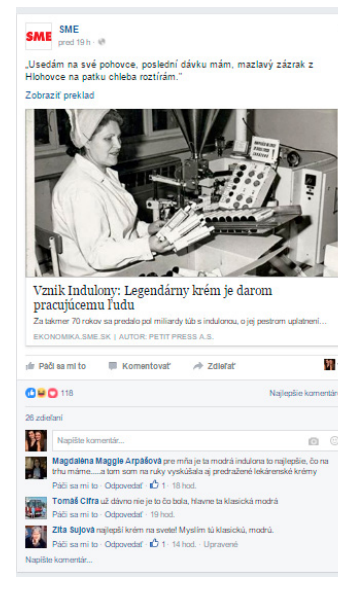 SME
SME
pred 19 h ·
„Usedám na své pohovce, poslední dávku mám, mazlavý zázrak z
Hlohovce na patku chleba roztírám."
Zobraziť preklad
Vznik Indulony: Legendárny krém je darom
pracujúcemu ľudu
Za takmer 70 rokov sa predalo pol miliardy túb s indulonou, o jej pestrom uplatnení...
EKONOMIKA.SME.SK | AUTOR: PETIT PRESS A.S.
Páči sa mi to Komentovať Zdieľať
118 Najlepšie komentár
26 zdieľaní
Napíšte komentár...
Magdaléna Maggie Arpášová pre mňa je ta modrá indulona to najlepšie, čo na
trhu máme.....a tom som na ruky vyskúšala aj predražené lekárenské krémy
Páči sa mi to · Odpovedať · 1 · 18 hod.
Tomáš Cifra už dávno nie je to čo bola, hlavne ta klasická modrá
Páči sa mi to · Odpovedať · 19 hod.
Zita Sujová najlepší krém na svete! Myslím tú klasickú, modrú.
Páči sa mi to · Odpovedať · 1 · 14 hod. · Upravené
Napíšte komentár...